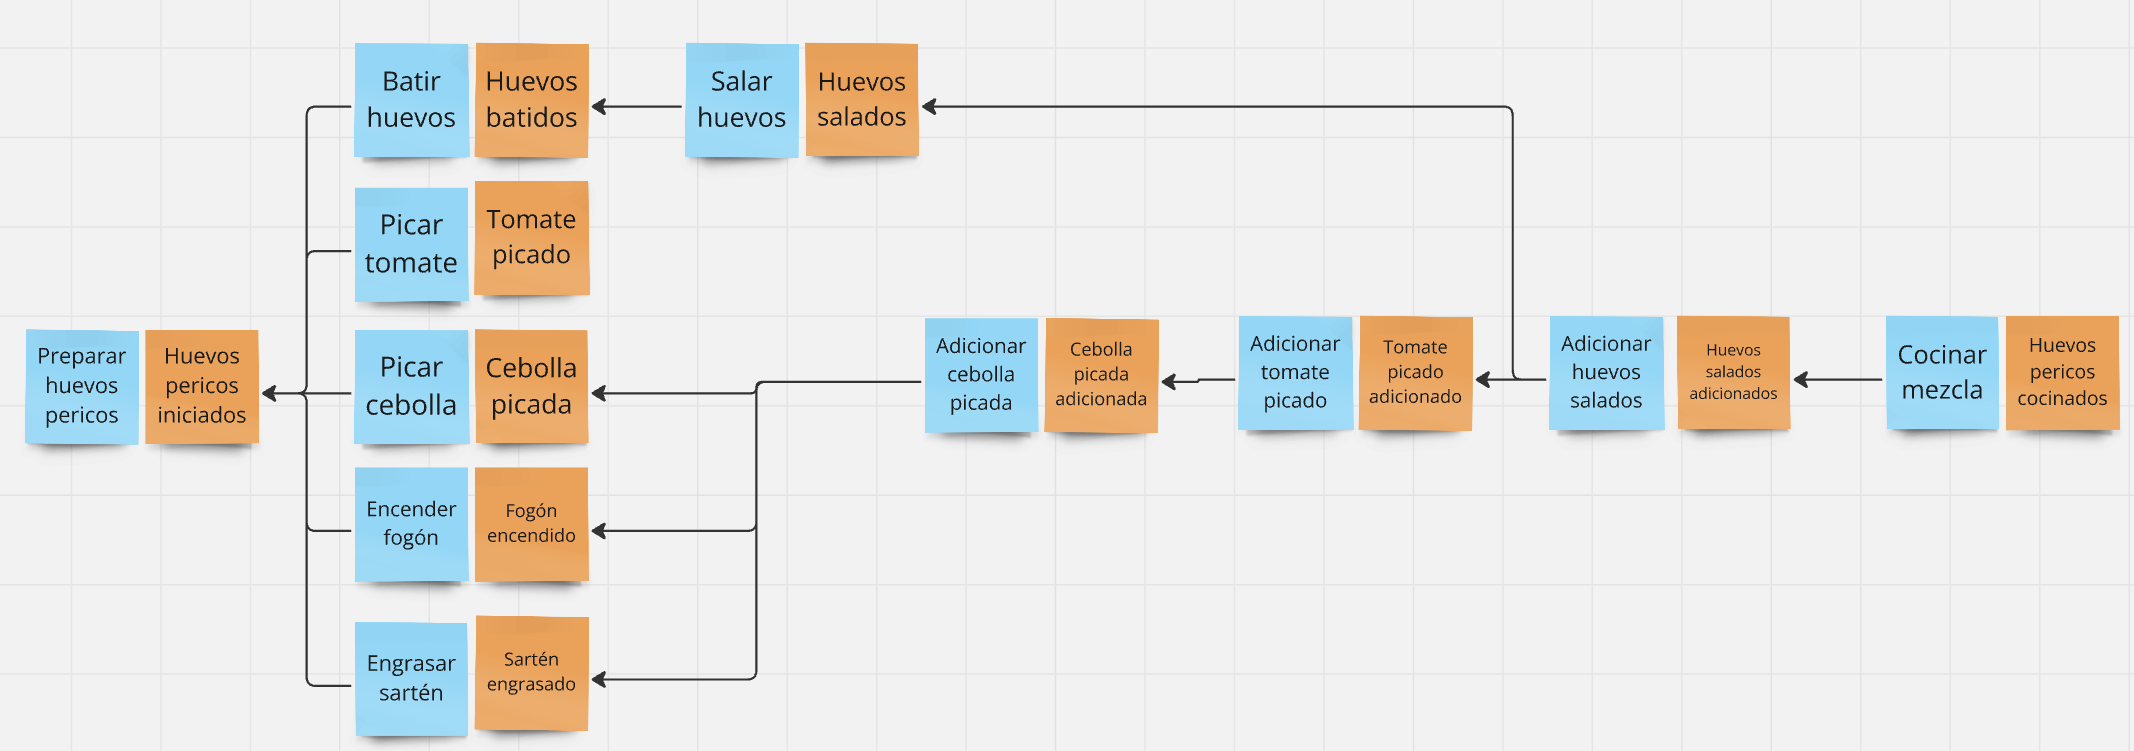 Batir
huevos
Huevos
batidos
Salar
huevos
Huevos
salados
Picar
tomate
Tomate
picado
Preparar
huevos
pericos
Huevos
pericos
iniciados
Picar
cebolla
Cebolla
picada
Adicionar
cebolla
picada
Cebolla
picada
adicionada
Adicionar
tomate
picado
Tomate
picado
adicionado
Adicionar
huevos
salados
Huevos
salados
adicionados
Cocinar
mezcla
Huevos
pericos
cocinados
Encender
fogón
Fogón
encendido
Engrasar
sartén
Sartén
engrasado